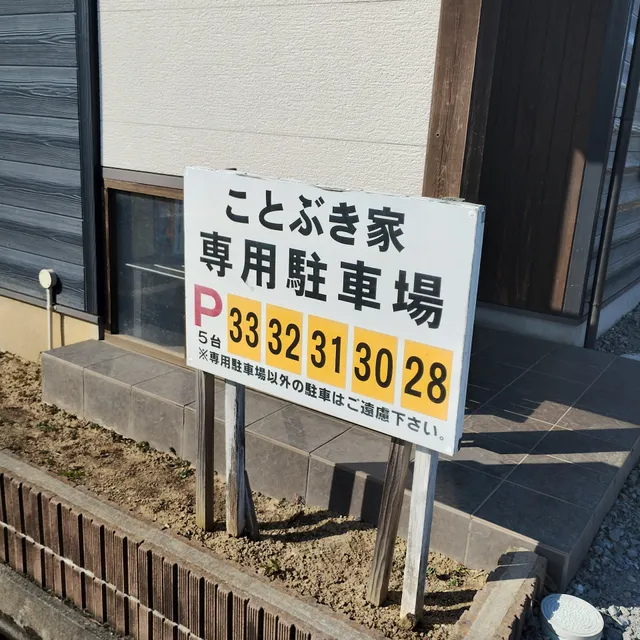 ことぶき家
専用駐車場
P 5台 33 32 31 30 28
※専用駐車場以外の駐車はご遠慮下さい。